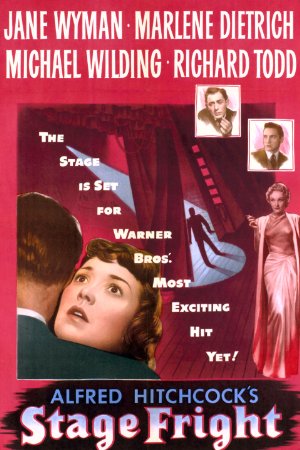 JANE WYMAN · MARLENE DIETRICH
MICHAEL WILDING · RICHARD TODD
THE
STAGE
IS SET
FOR
WARNER
BROS'.
MOST
EXCITING
HIT
YET!
ALFRED HITCHCOCK'S
Stage Fright